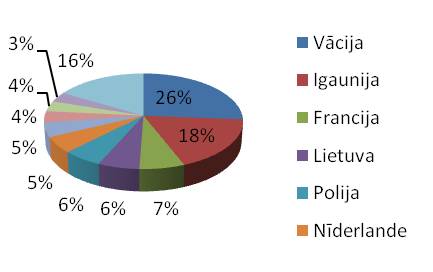 3%
16%
4%
4%
5%
5%
6%
6%
7%
18%
26%
Vācija
Igaunija
Francija
Lietuva
Polija
Nīderlande